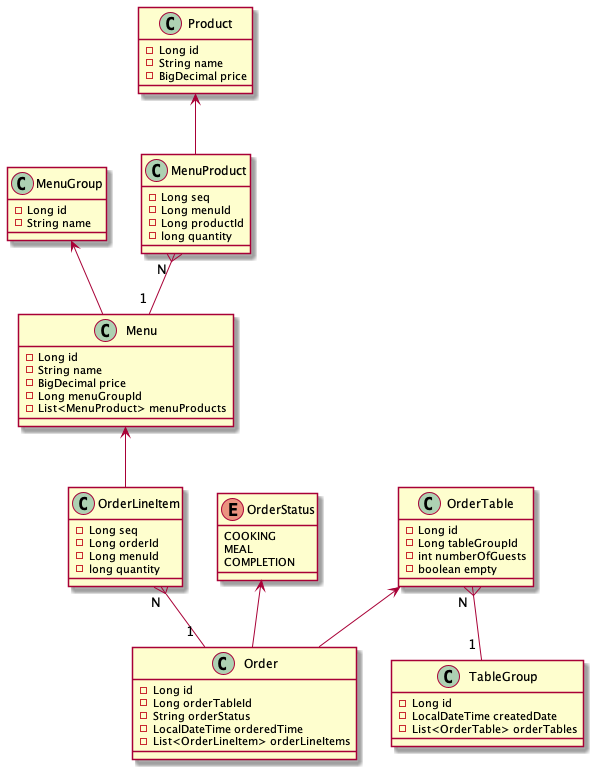 C Product
Long id
String name
BigDecimal price
C MenuGroup
Long id
String name
C MenuProduct
Long seq
Long menuId
Long productId
long quantity
N
1
C Menu
Long id
String name
BigDecimal price
Long menuGroupId
List<MenuProduct> menuProducts
C OrderLineItem
Long seq
Long orderId
Long menuId
long quantity
E OrderStatus
COOKING
MEAL
COMPLETION
C OrderTable
Long id
Long tableGroupId
int numberOfGuests
boolean empty
N
1
N
1
C Order
Long id
Long orderTableId
String orderStatus
LocalDateTime orderedTime
List<OrderLineItem> orderLineItems
C TableGroup
Long id
LocalDateTime createdDate
List<OrderTable> orderTables